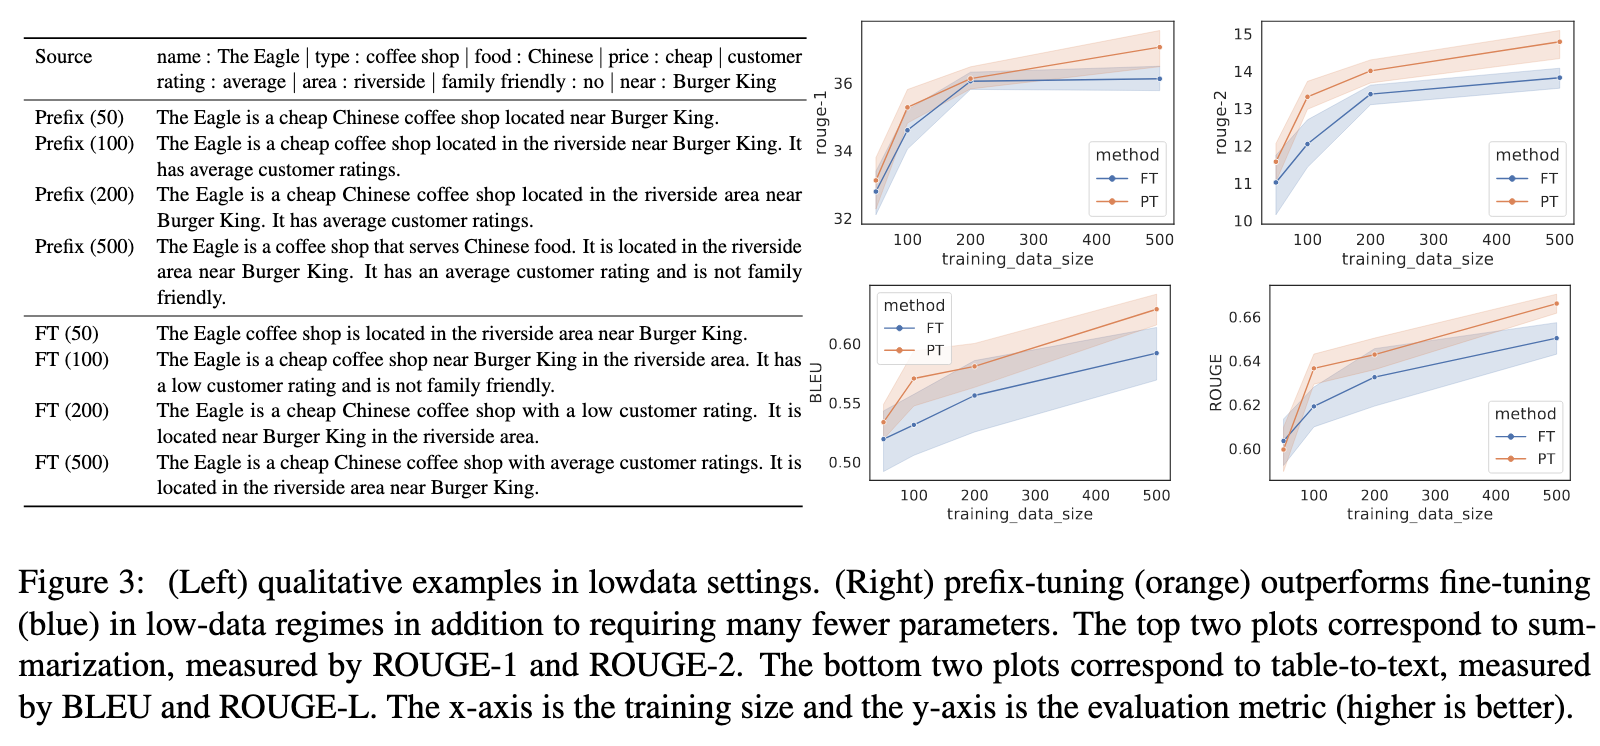 Source name : The Eagle | type : coffee shop | food : Chinese | price : cheap | customer
rating : average | area : riverside | family friendly : no | near : Burger King
Prefix (50) The Eagle is a cheap Chinese coffee shop located near Burger King.
Prefix (100) The Eagle is a cheap coffee shop located in the riverside near Burger King. It
has average customer ratings.
Prefix (200) The Eagle is a cheap Chinese coffee shop located in the riverside area near
Burger King. It has average customer ratings.
Prefix (500) The Eagle is a coffee shop that serves Chinese food. It is located in the riverside
area near Burger King. It has an average customer rating and is not family
friendly.
FT (50) The Eagle coffee shop is located in the riverside area near Burger King.
FT (100) The Eagle is a cheap coffee shop near Burger King in the riverside area. It has
a low customer rating and is not family friendly.
FT (200) The Eagle is a cheap Chinese coffee shop with a low customer rating. It is
located near Burger King in the riverside area.
FT (500) The Eagle is a cheap Chinese coffee shop with average customer ratings. It is
located in the riverside area near Burger King.
rouge-1
36
34
32
method
FT
PT
100 200 300 400 500
training_data_size
rouge-2
15
14
13
12
11
10
method
FT
PT
100 200 300 400 500
training_data_size
BLEU
0.60
0.55
0.50
method
FT
PT
100 200 300 400 500
training_data_size
ROUGE
0.66
0.64
0.62
0.60
method
FT
PT
100 200 300 400 500
training_data_size
Figure 3: (Left) qualitative examples in lowdata settings. (Right) prefix-tuning (orange) outperforms fine-tuning
(blue) in low-data regimes in addition to requiring many fewer parameters. The top two plots correspond to sum-
marization, measured by ROUGE-1 and ROUGE-2. The bottom two plots correspond to table-to-text, measured
by BLEU and ROUGE-L. The x-axis is the training size and the y-axis is the evaluation metric (higher is better).